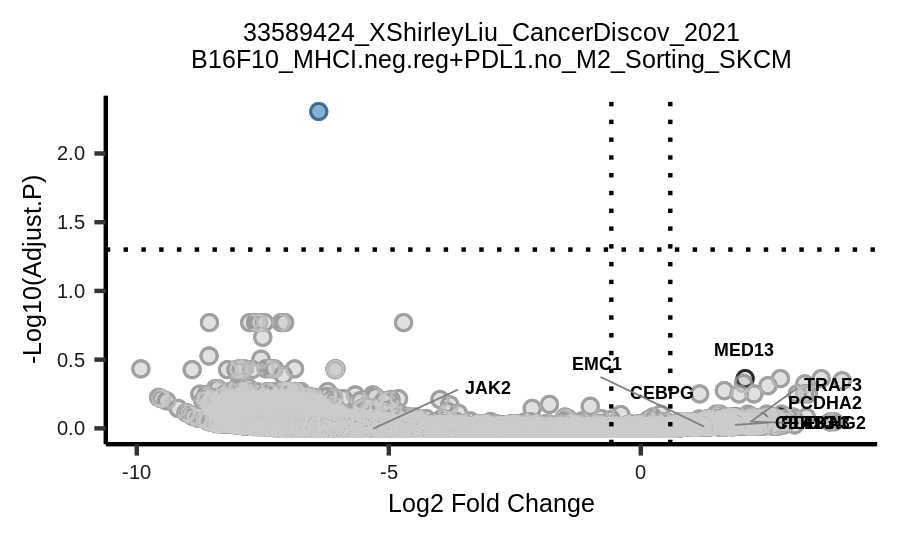 33589424_XShirleyLiu_CancerDiscov_2021
B16F10_MHCI.neg.reg+PDL1.no_M2_Sorting_SKCM
-Log10(Adjust.P)
2.0
1.5
1.0
0.5
0.0
MED13
EMC1
JAK2
CEBPG
TRAF3
PCDHA2
-10
-5
0
Log2 Fold Change